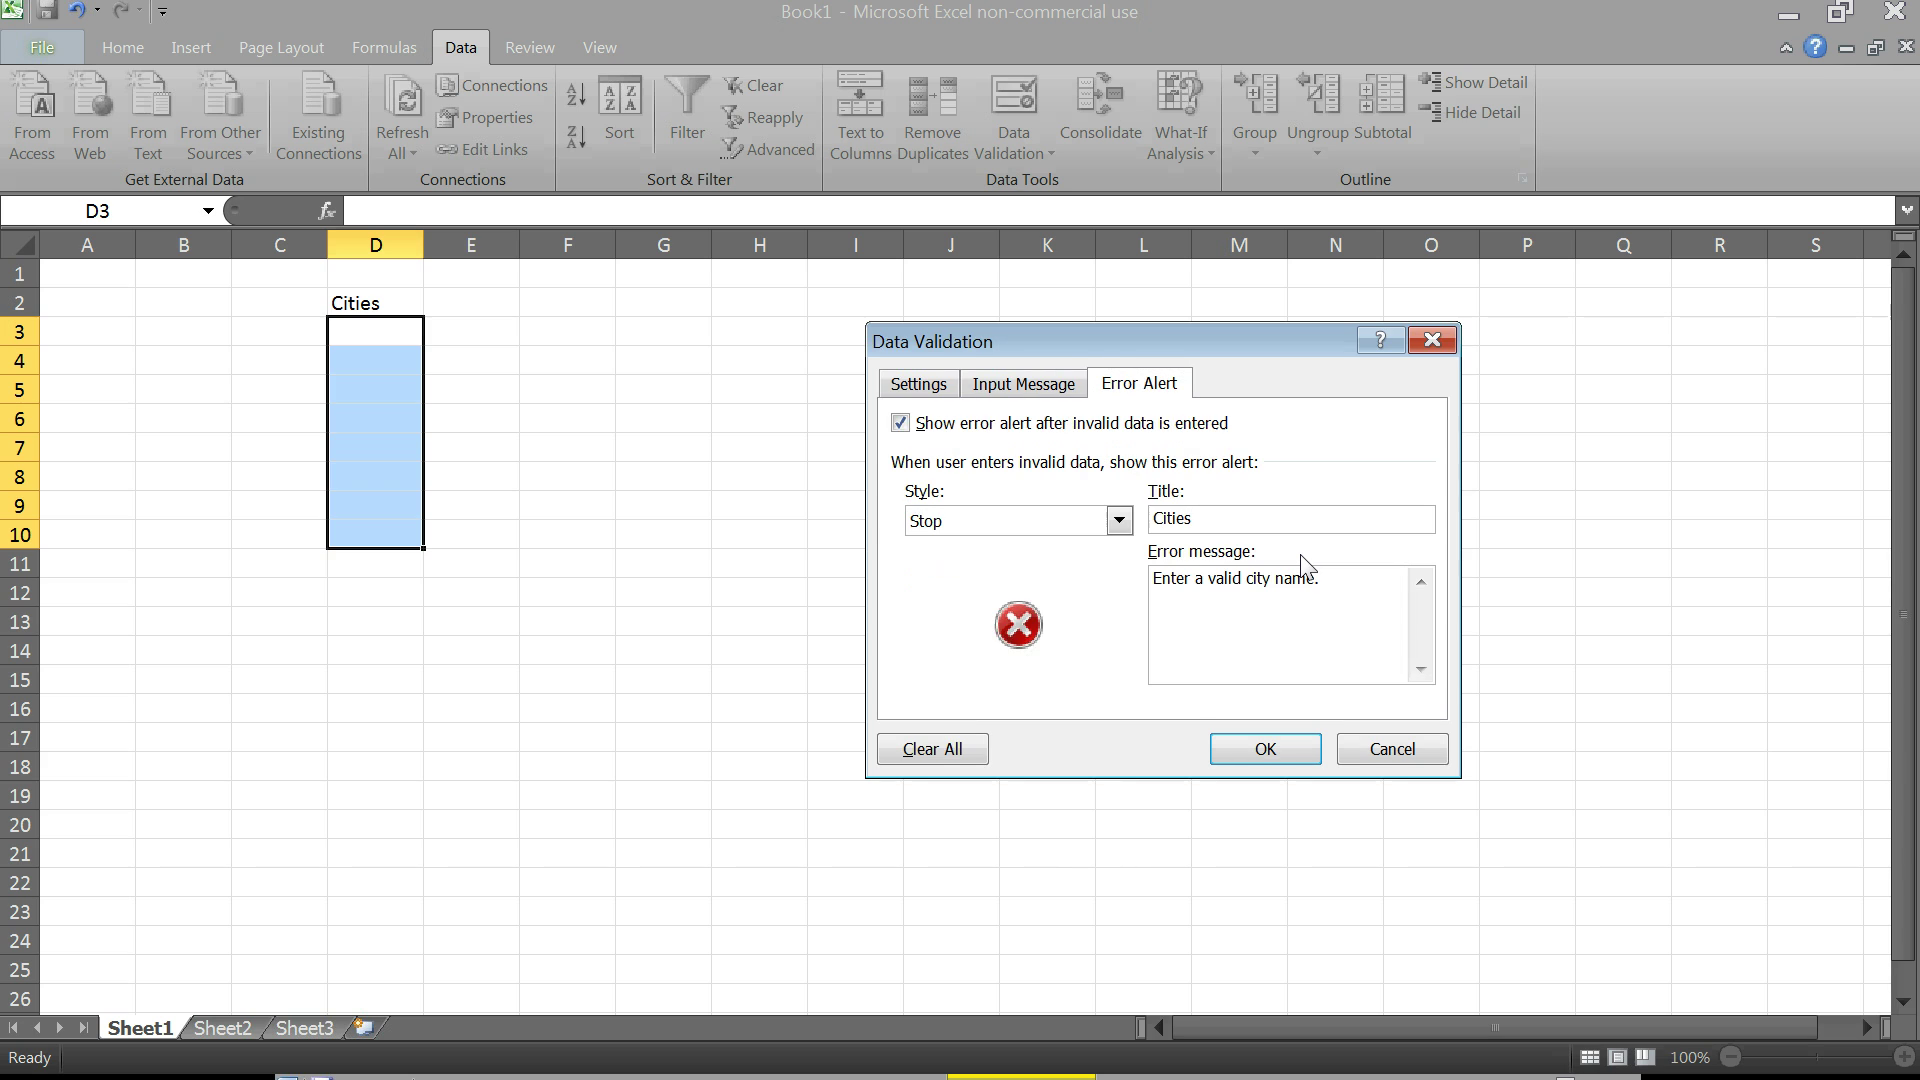 Book1 - Microsoft Excel non-commercial use
File Home Insert Page Layout Formulas Data Review View
From Access
From Web
From Text
From Other Sources
Existing Connections
Get External Data
Refresh All
Connections
Properties
Edit Links
Connections
Sort
Filter
Clear
Reapply
Advanced
Sort & Filter
Text to Columns
Remove Duplicates
Data Validation
Consolidate
What-If Analysis
Data Tools
Group
Ungroup
Subtotal
Show Detail
Hide Detail
Outline
D3 fx
A B C D E F G H I J K L M N O P Q R S
1
2 Cities
3
4
5
6
7
8
9
10
11
12
13
14
15
16
17
18
19
20
21
22
23
24
25
26
Data Validation
Settings Input Message Error Alert
Show error alert after invalid data is entered
When user enters invalid data, show this error alert:
Style: Title:
Stop Cities
Error message:
Enter a valid city name.
Clear All OK Cancel
Sheet1 Sheet2 Sheet3
Ready 100%